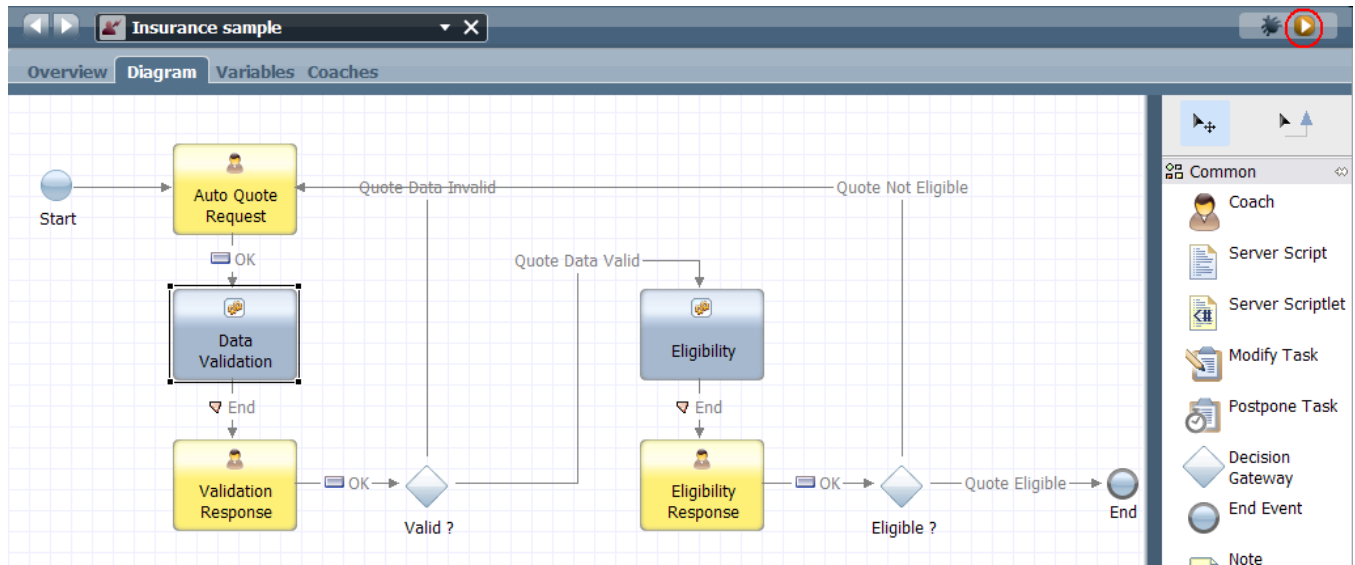 Insurance sample
Overview Diagram Variables Coaches
Start
Auto Quote
Request
Quote Data Invalid
Quote Not Eligible
OK
Quote Data Valid
Data
Validation
Eligibility
End
End
Validation
Response
OK
Valid ?
Eligibility
Response
OK
Eligible ?
Quote Eligible
End
Common
Coach
Server Script
<#
Server Scriptlet
Modify Task
Postpone Task
Decision
Gateway
End Event
Note